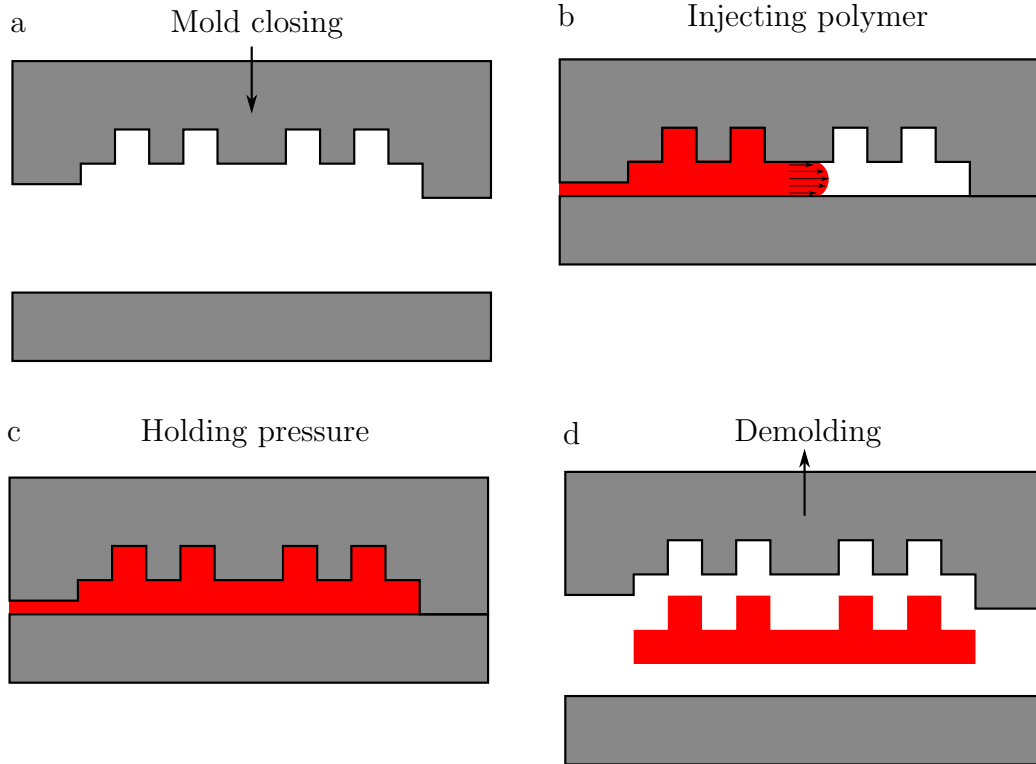 a
Mold closing
b
Injecting polymer
c
Holding pressure
d
Demolding